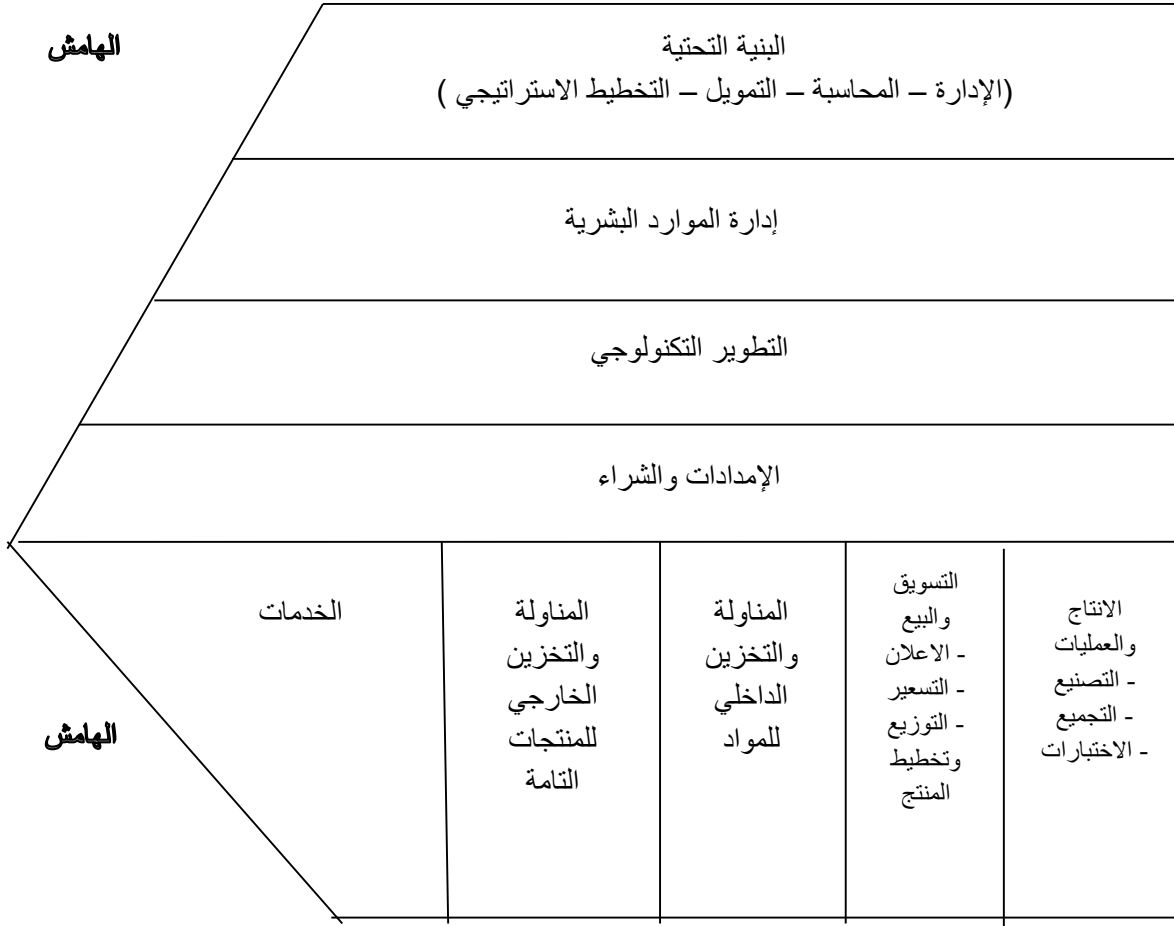 الهامش
البنية التحتية
(الإدارة – المحاسبة – التمويل – التخطيط الاستراتيجي )
إدارة الموارد البشرية
التطوير التكنولوجي
الإمدادات والشراء
الانتاج
والعمليات
- التصنيع
- التجميع
- الاختبارات
التسويق
والبيع
- الاعلان
- التسعير
- التوزيع
وتخطيط
المنتج
المناولة
والتخزين
الداخلي
للمواد
المناولة
والتخزين
الخارجي
للمنتجات
التامة
الخدمات
الهامش